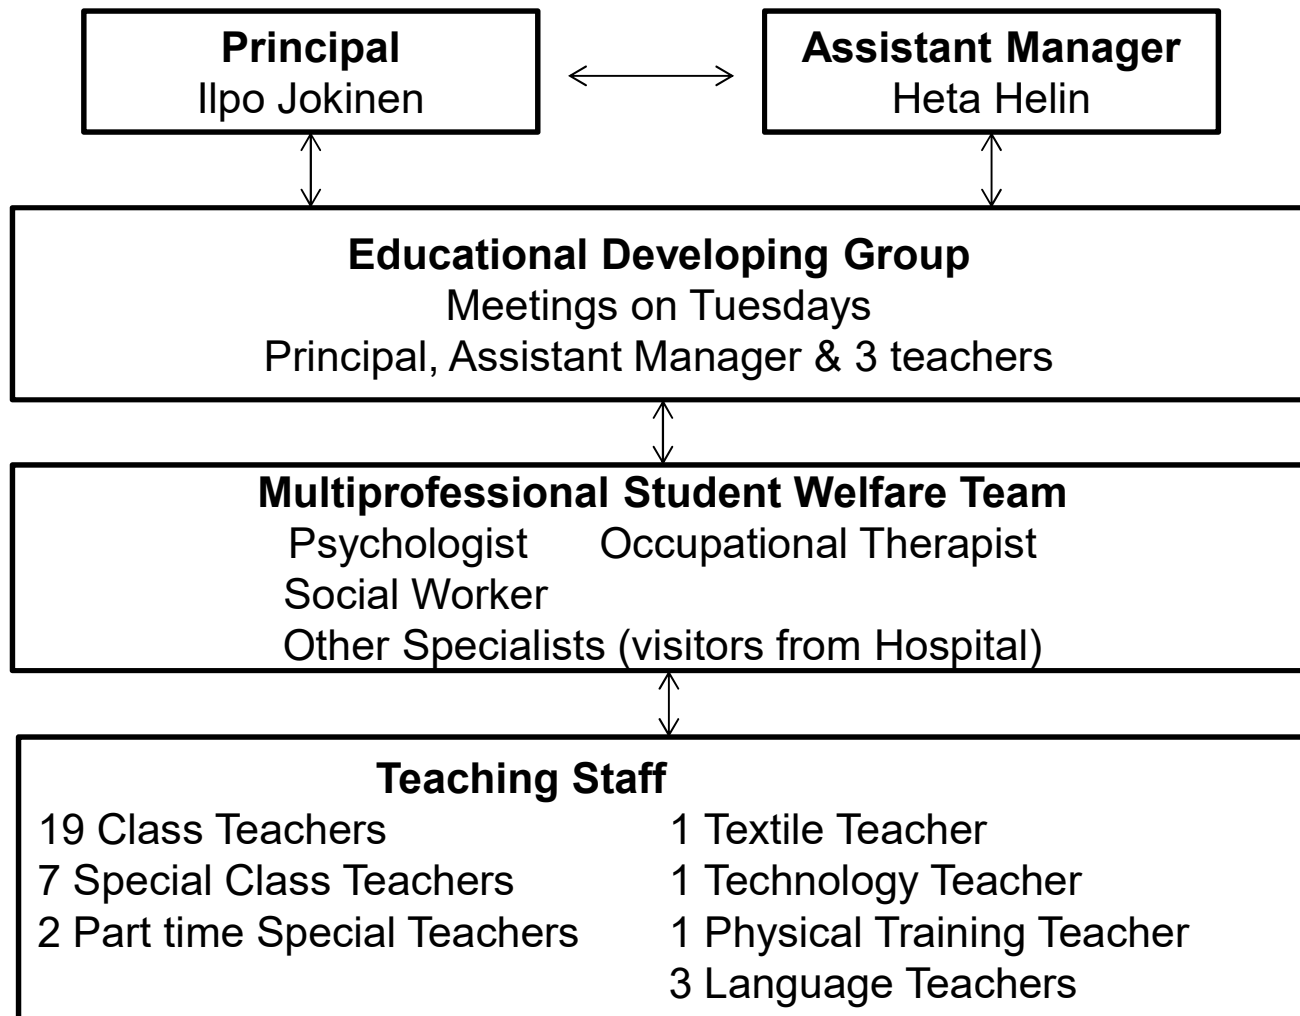 Principal
Ilpo Jokinen
Assistant Manager
Heta Helin
Educational Developing Group
Meetings on Tuesdays
Principal, Assistant Manager & 3 teachers
Multiprofessional Student Welfare Team
Psychologist Occupational Therapist
Social Worker
Other Specialists (visitors from Hospital)
Teaching Staff
19 Class Teachers
7 Special Class Teachers
2 Part time Special Teachers
1 Textile Teacher
1 Technology Teacher
1 Physical Training Teacher
3 Language Teachers